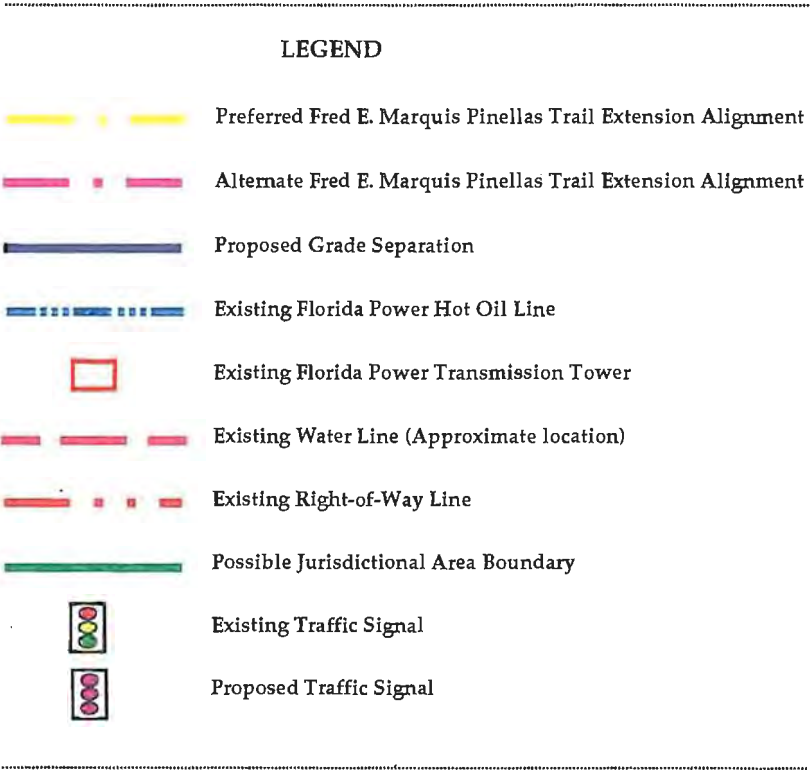 LEGEND
Preferred Fred E. Marquis Pinellas Trail Extension Alignment
Alternate Fred E. Marquis Pinellas Trail Extension Alignment
Proposed Grade Separation
Existing Florida Power Hot Oil Line
Existing Florida Power Transmission Tower
Existing Water Line (Approximate location)
Existing Right-of-Way Line
Possible Jurisdictional Area Boundary
Existing Traffic Signal
Proposed Traffic Signal